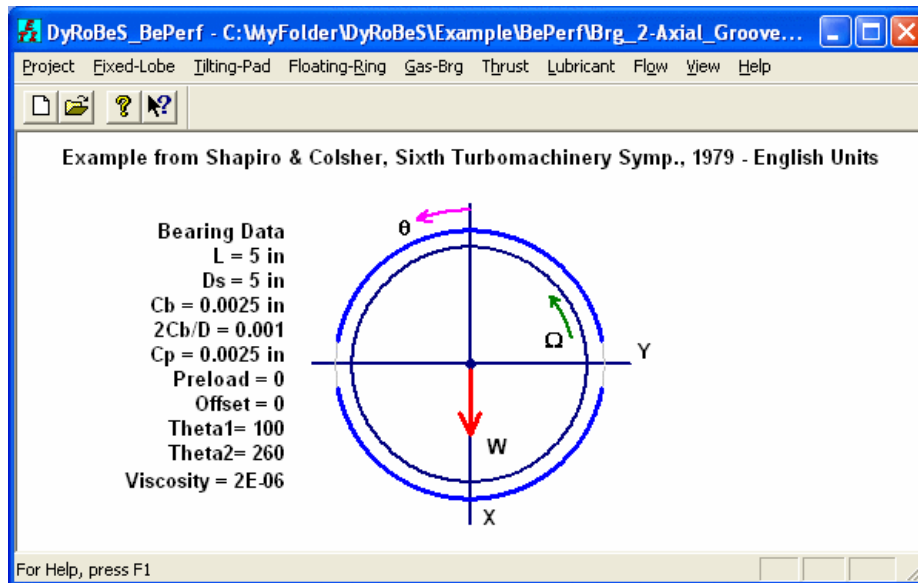 DyRoBeS_BePerf - C:\MyFolder\DyRoBeS\Example\BePerf\Brg_2-Axial_Groove...
Project Fixed-Lobe Tilting-Pad Floating-Ring Gas-Brg Thrust Lubricant Flow View Help
Example from Shapiro & Colsher, Sixth Turbomachinery Symp., 1979 - English Units
θ
Bearing Data
L = 5 in
Ds = 5 in
Cb = 0.0025 in
2Cb/D = 0.001
Cp = 0.0025 in
Preload = 0
Offset = 0
Theta1= 100
Theta2= 260
Viscosity = 2E-06
Ω
Y
W
X
For Help, press F1